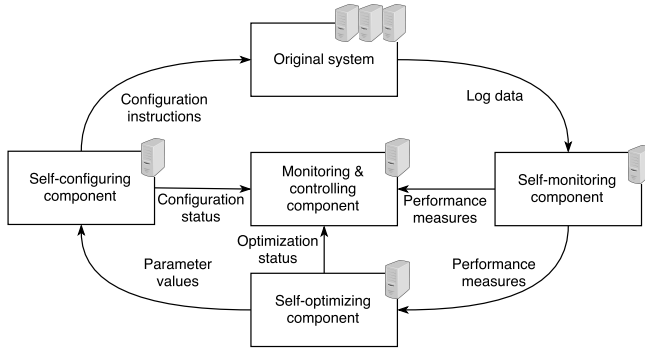 Original system
Configuration
instructions
Log data
Self-configuring
component
Monitoring &
controlling
component
Self-monitoring
component
Configuration
status
Performance
measures
Optimization
status
Parameter
values
Performance
measures
Self-optimizing
component